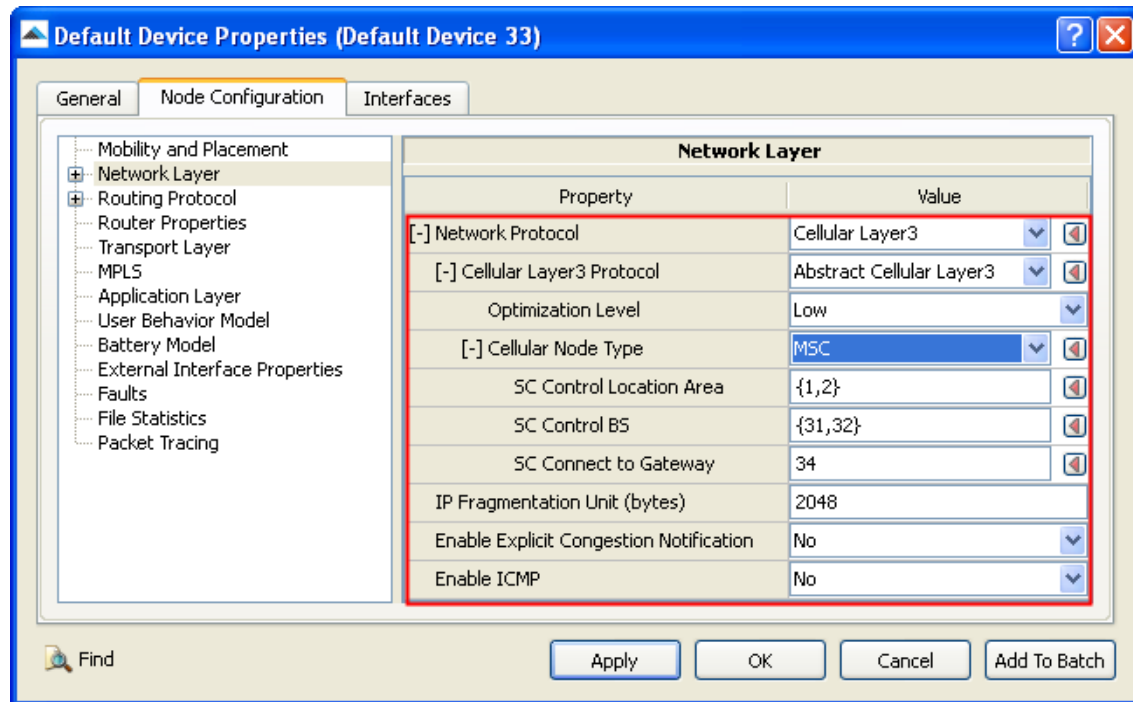 Default Device Properties (Default Device 33)
General Node Configuration Interfaces
Mobility and Placement
Network Layer
Routing Protocol
Router Properties
Transport Layer
MPLS
Application Layer
User Behavior Model
Battery Model
External Interface Properties
Faults
File Statistics
Packet Tracing
Network Layer
Property Value
[-] Network Protocol Cellular Layer3
[-] Cellular Layer3 Protocol Abstract Cellular Layer3
Optimization Level Low
[-] Cellular Node Type MSC
SC Control Location Area {1,2}
SC Control BS {31,32}
SC Connect to Gateway 34
IP Fragmentation Unit (bytes) 2048
Enable Explicit Congestion Notification No
Enable ICMP No
Find Apply OK Cancel Add To Batch